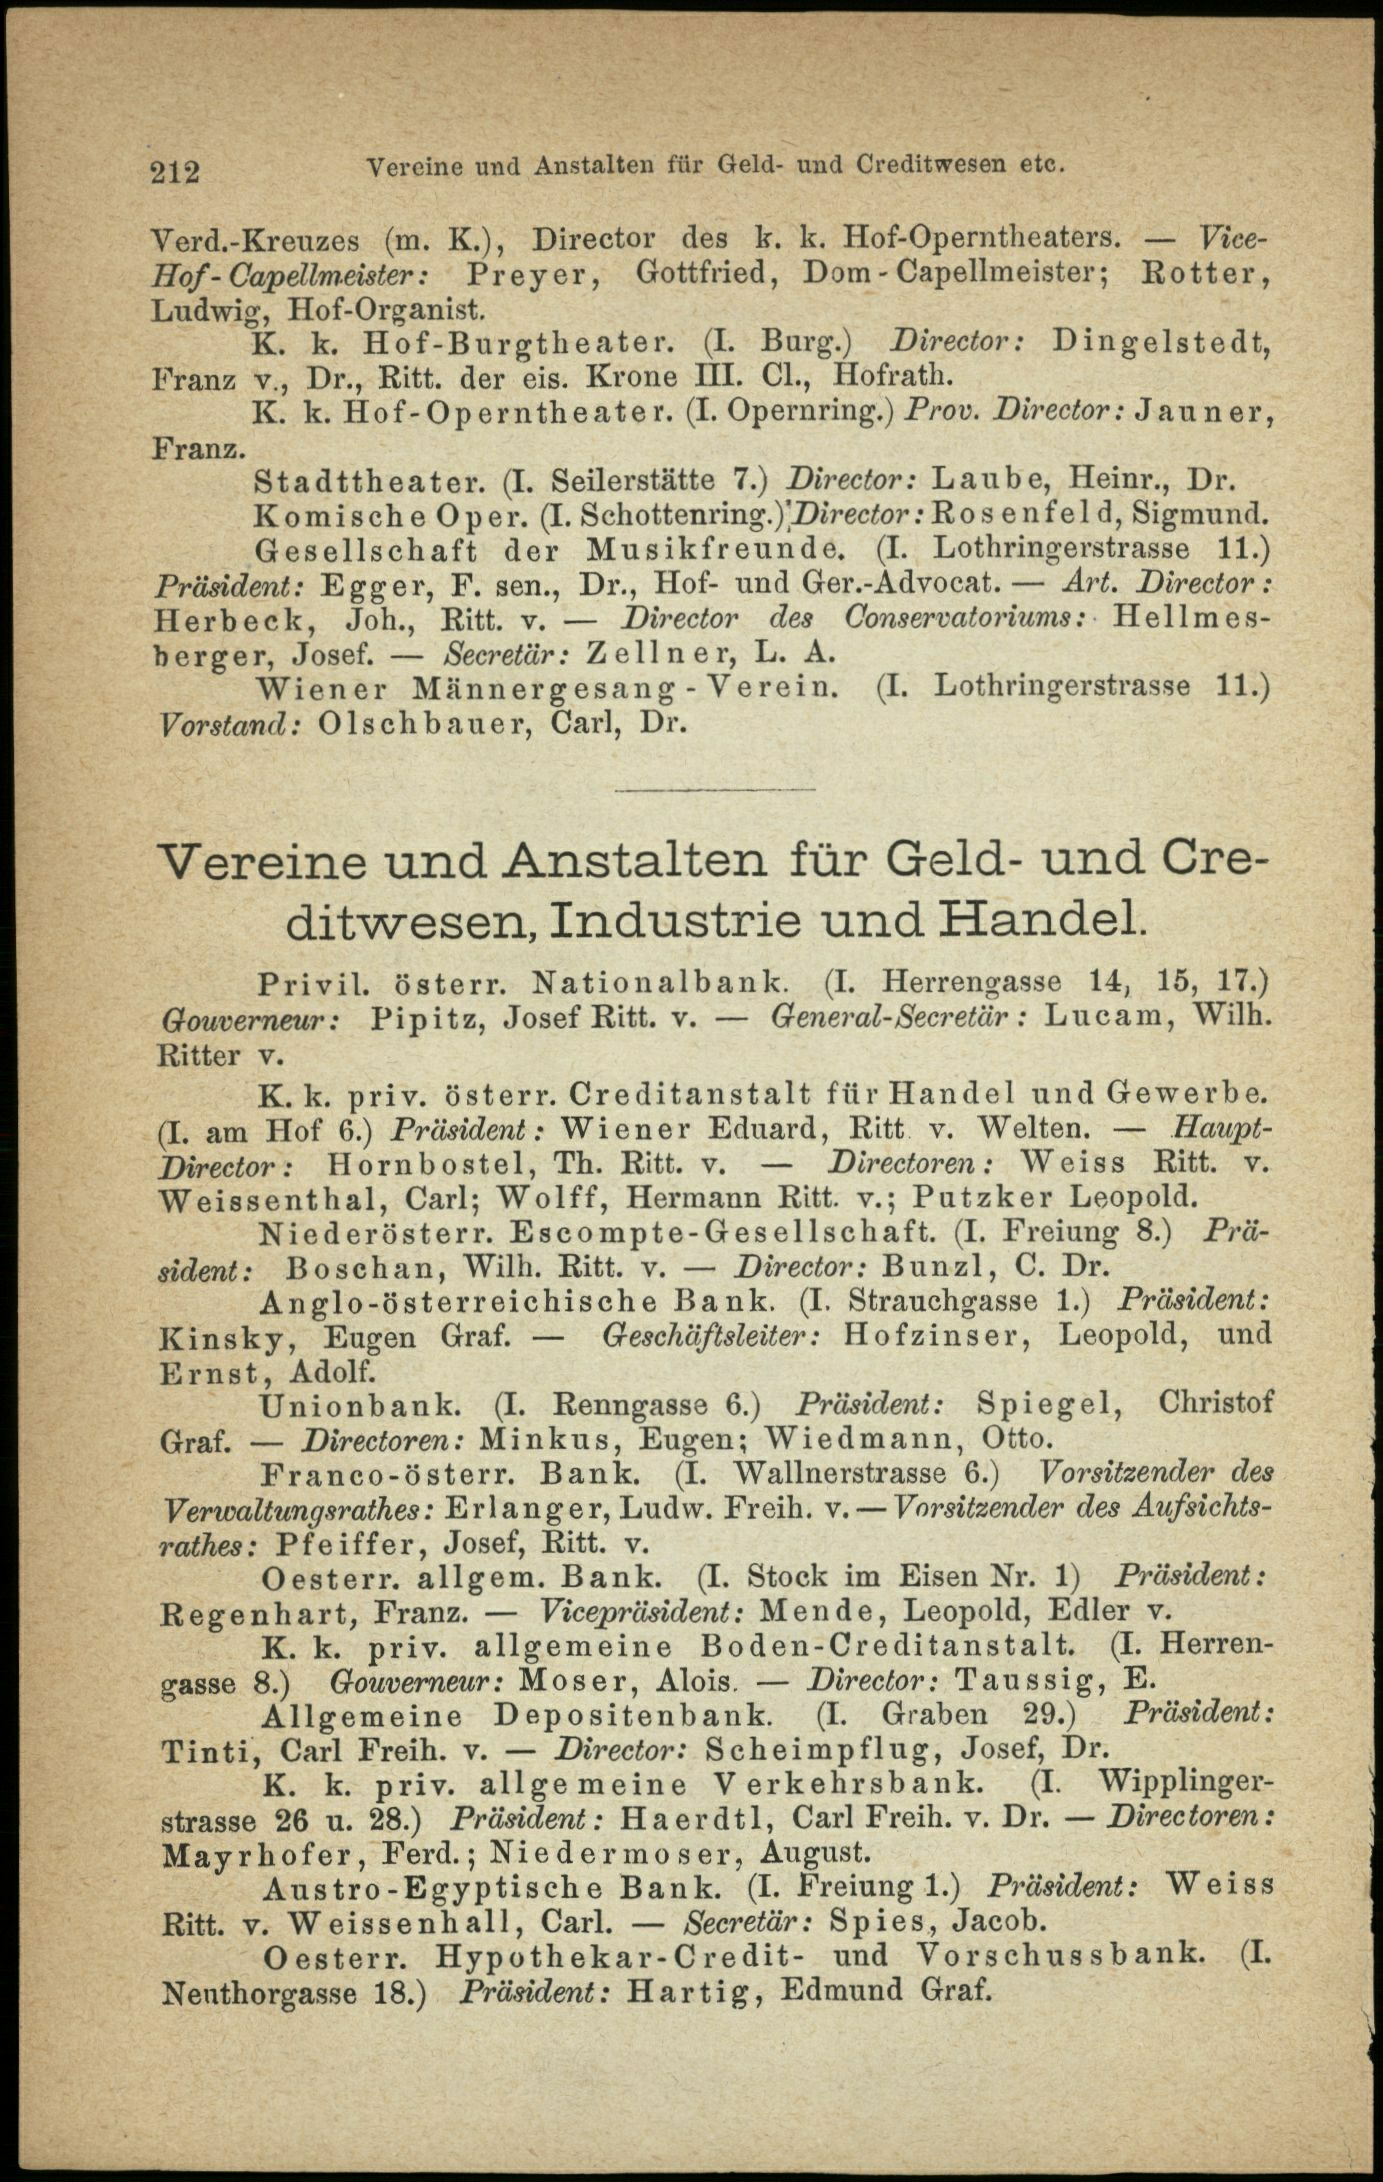 212 Vereine und Anstalten für Geld- und Creditwesen etc.
Verd.-Kreuzes (m. K.), Director des k. k. Hof-Operntheaters. — Vice-
Hof-Capellmeister: Preyer, Gottfried, Dom-Capellmeister; Rotter,
Ludwig, Hof-Organist.
K. k. Hof-Burgtheater. (I. Burg.) Director: Dingelstedt,
Franz v., Dr., Ritt. der eis. Krone III. Cl., Hofrath.
K. k. Hof-Operntheater. (I. Opernring.) Prov. Director: Jauner,
Franz.
Stadttheater. (I. Seilerstätte 7.) Director: Laube, Heinr., Dr.
Komische Oper. (I. Schottenring.) Director: Rosenfeld, Sigmund.
Gesellschaft der Musikfreunde. (I. Lothringerstrasse 11.)
Präsident: Egger, F. sen., Dr., Hof- und Ger.-Advocat. — Art. Director:
Herbeck, Joh., Ritt. v. — Director des Conservatoriums: Hellmes-
berger, Josef. — Secretär: Zellner, L. A.
Wiener Männergesang-Verein. (I. Lothringerstrasse 11.)
Vorstand: Olschbauer, Carl, Dr.
Vereine und Anstalten für Geld- und Cre-
ditwesen, Industrie und Handel.
Privil. österr. Nationalbank. (I. Herrengasse 14, 15, 17.)
Gouverneur: Pipitz, Josef Ritt. v. — General-Secretär: Lucam, Wilh.
Ritter v.
K. k. priv. österr. Creditanstalt für Handel und Gewerbe.
(I. am Hof 6.) Präsident: Wiener Eduard, Ritt. v. Welten. — Haupt-
Director: Hornbostel, Th. Ritt. v. — Directoren: Weiss Ritt. v.
Weissenthal, Carl; Wolff, Hermann Ritt. v.; Putzker Leopold.
Niederösterr. Escompte-Gesellschaft. (I. Freiung 8.) Prä-
sident: Boschan, Wilh. Ritt. v. — Director: Bunzl, C. Dr.
Anglo-österreichische Bank. (I. Strauchgasse 1.) Präsident:
Kinsky, Eugen Graf. — Geschäftsleiter: Hofzinser, Leopold, und
Ernst, Adolf.
Unionbank. (I. Renngasse 6.) Präsident: Spiegel, Christof
Graf. — Directoren: Minkus, Eugen; Wiedmann, Otto.
Franco-österr. Bank. (I. Wallnerstrasse 6.) Vorsitzender des
Verwaltungsrathes: Erlanger, Ludw. Freih. v. — Vorsitzender des Aufsichts-
rathes: Pfeiffer, Josef, Ritt. v.
Oesterr. allgem. Bank. (I. Stock im Eisen Nr. 1) Präsident:
Regenhart, Franz. — Vicepräsident: Mende, Leopold, Edler v.
K. k. priv. allgemeine Boden-Creditanstalt. (I. Herren-
gasse 8.) Gouverneur: Moser, Alois. — Director: Taussig, E.
Allgemeine Depositenbank. (I. Graben 29.) Präsident:
Tinti, Carl Freih. v. — Director: Scheimpflug, Josef, Dr.
K. k. priv. allgemeine Verkehrsbank. (I. Wipplinger-
strasse 26 u. 28.) Präsident: Haerdtl, Carl Freih. v. Dr. — Directoren:
Mayrhofer, Ferd.; Niedermoser, August.
Austro-Egyptische Bank. (I. Freiung 1.) Präsident: Weiss
Ritt. v. Weissenhall, Carl. — Secretär: Spies, Jacob.
Oesterr. Hypothekar-Credit- und Vorschussbank. (I.
Neuthorgasse 18.) Präsident: Hartig, Edmund Graf.